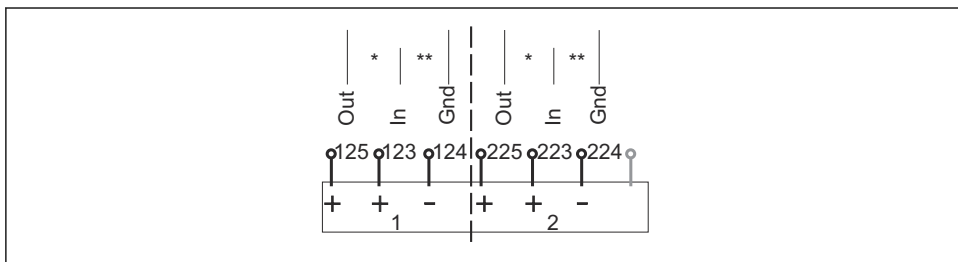 * ** * **
Out In Gnd Out In Gnd
125 123 124 225 223 224
+ + - + + -
1 2